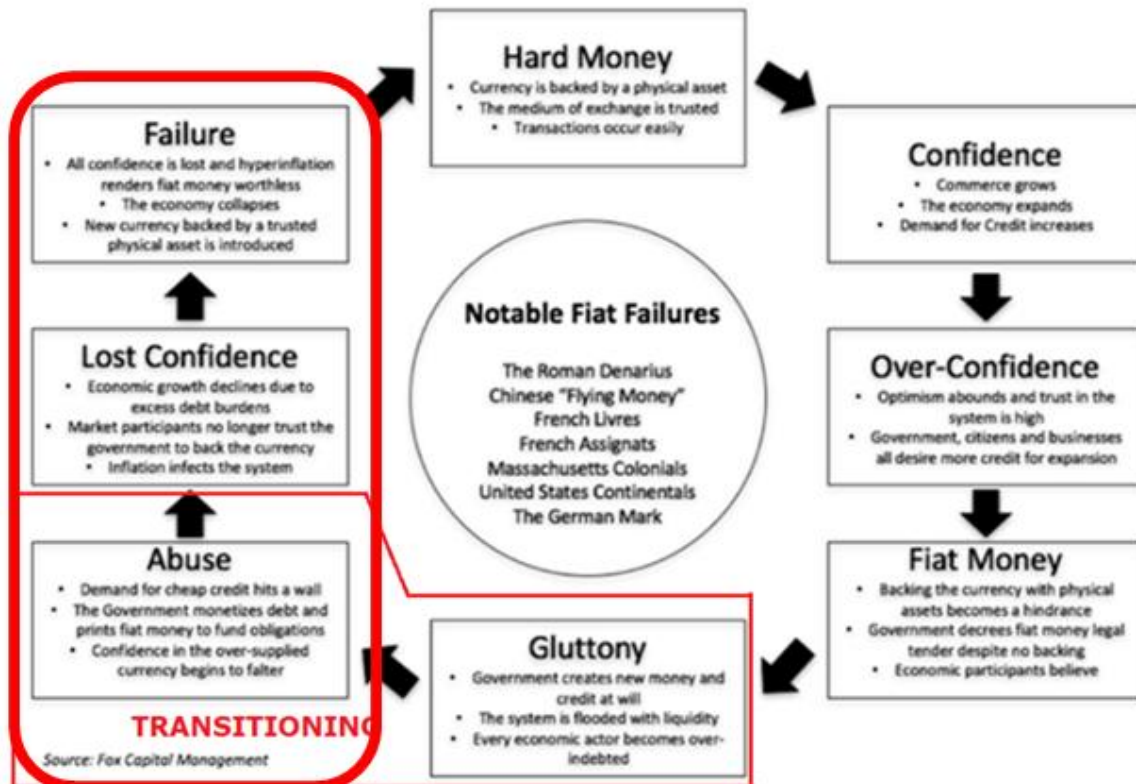 Hard Money
• Currency is backed by a physical asset
• The medium of exchange is trusted
• Transactions occur easily
Confidence
• Commerce grows
• The economy expands
• Demand for Credit increases
Over-Confidence
• Optimism abounds and trust in the
system is high
• Government, citizens and businesses
all desire more credit for expansion
Fiat Money
• Backing the currency with physical
assets becomes a hindrance
• Government decrees fiat money legal
tender despite no backing
• Economic participants believe
Gluttony
• Government creates new money and
credit at will
• The system is flooded with liquidity
• Every economic actor becomes over-
indebted
Abuse
• Demand for cheap credit hits a wall
• The Government monetizes debt and
prints fiat money to fund obligations
• Confidence in the over-supplied
currency begins to falter
Lost Confidence
• Economic growth declines due to
excess debt burdens
• Market participants no longer trust the
government to back the currency
• Inflation infects the system
Failure
• All confidence is lost and hyperinflation
renders fiat money worthless
• The economy collapses
• New currency backed by a trusted
physical asset is introduced
Notable Fiat Failures
The Roman Denarius
Chinese "Flying Money"
French Livres
French Assignats
Massachusetts Colonials
United States Continentals
The German Mark
TRANSITIONING
Source: Fox Capital Management